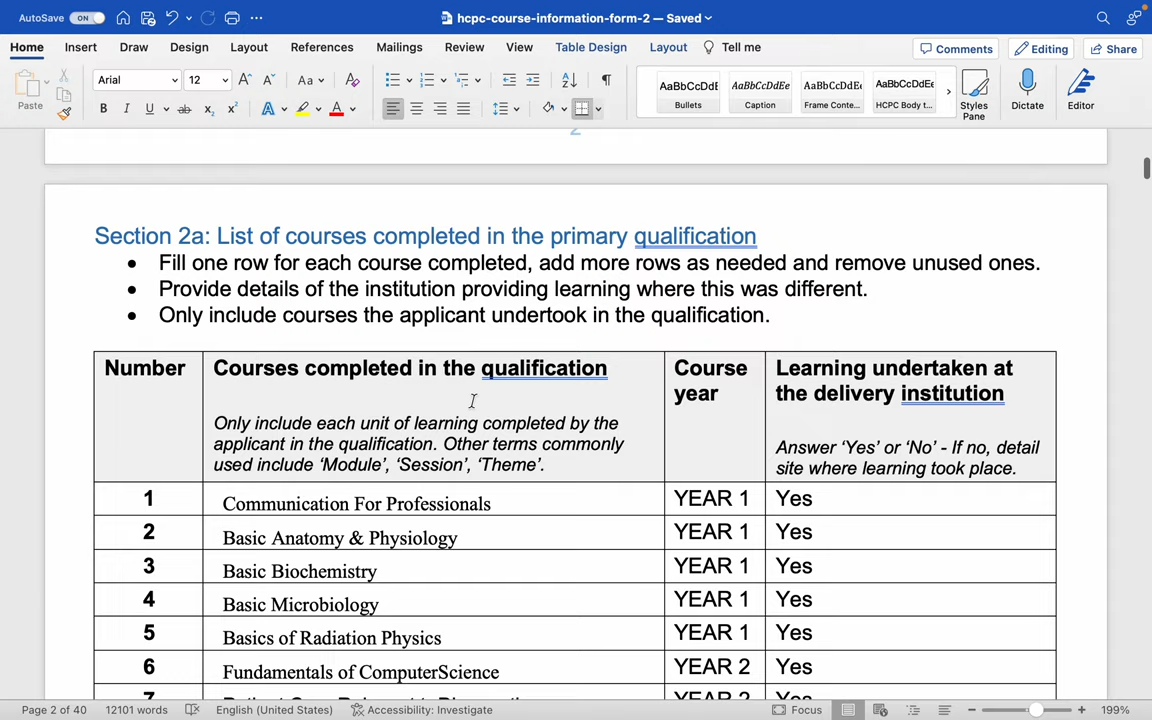 AutoSave ON hcpc-course-information-form-2 — Saved
Home Insert Draw Design Layout References Mailings Review View Table Design Layout Tell me Comments Editing Share
Paste Arial 12 Aa AaBbCcDdE AaBbCcDdEe AaBbCcDdEe AaBbCcDdEe Styles Pane Dictate Editor
B I U ab x₂ x² A A Bullets Caption Frame Conte... HCPC Body t...
2
Section 2a: List of courses completed in the primary qualification
• Fill one row for each course completed, add more rows as needed and remove unused ones.
• Provide details of the institution providing learning where this was different.
• Only include courses the applicant undertook in the qualification.
Number Courses completed in the qualification Course year Learning undertaken at the delivery institution
Only include each unit of learning completed by the
applicant in the qualification. Other terms commonly
used include ‘Module’, ‘Session’, ‘Theme’.
Answer ‘Yes’ or ‘No’ - If no, detail
site where learning took place.
1 Communication For Professionals YEAR 1 Yes
2 Basic Anatomy & Physiology YEAR 1 Yes
3 Basic Biochemistry YEAR 1 Yes
4 Basic Microbiology YEAR 1 Yes
5 Basics of Radiation Physics YEAR 1 Yes
6 Fundamentals of ComputerScience YEAR 2 Yes
Page 2 of 40 12101 words English (United States) Accessibility: Investigate Focus 199%